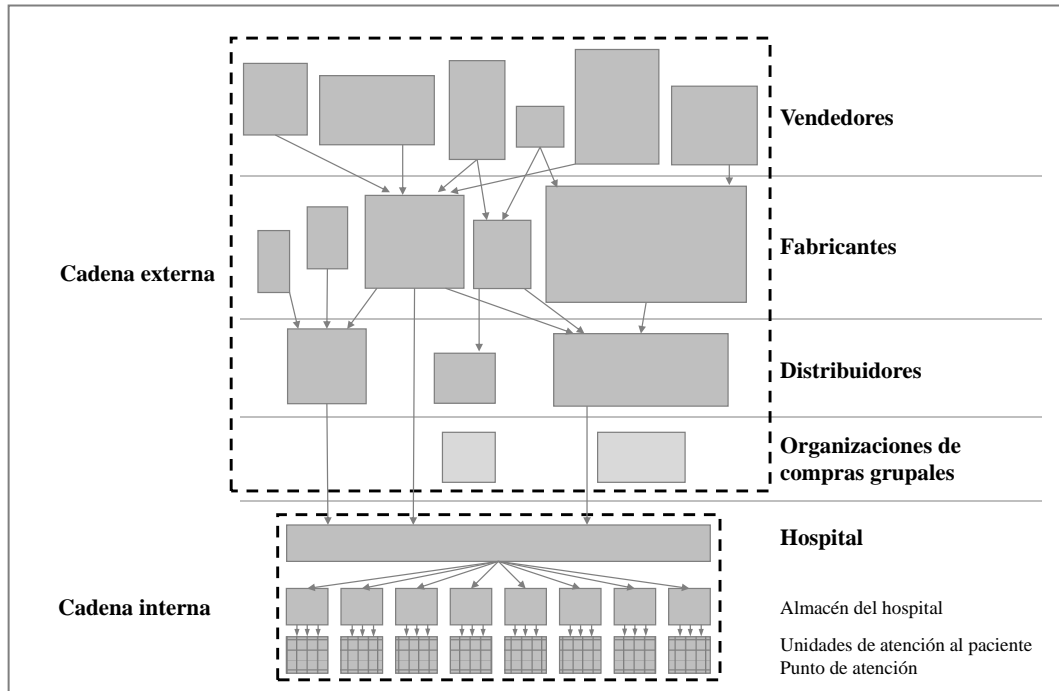 Vendedores
Fabricantes
Cadena externa
Distribuidores
Organizaciones de
compras grupales
Hospital
Cadena interna
Almacén del hospital
Unidades de atención al paciente
Punto de atención